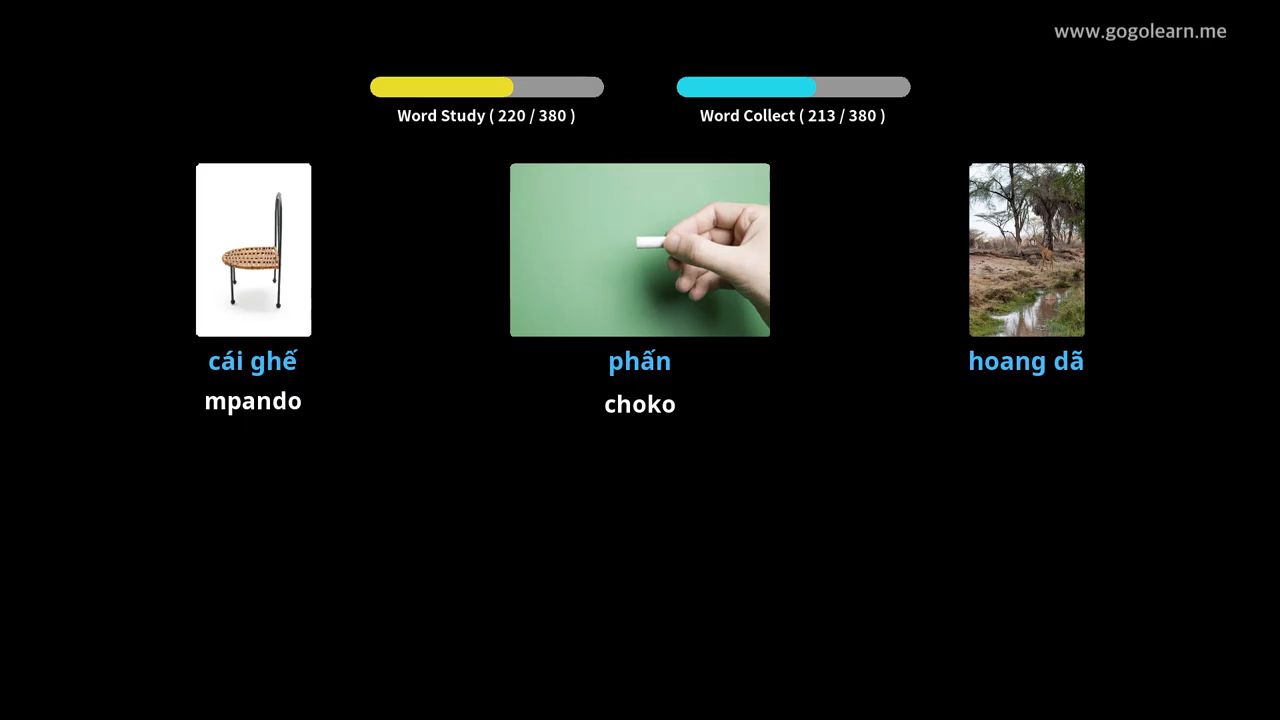 www.gogolearn.me
Word Study ( 220 / 380 )
Word Collect ( 213 / 380 )
cái ghế
mpando
phấn
choko
hoang dã